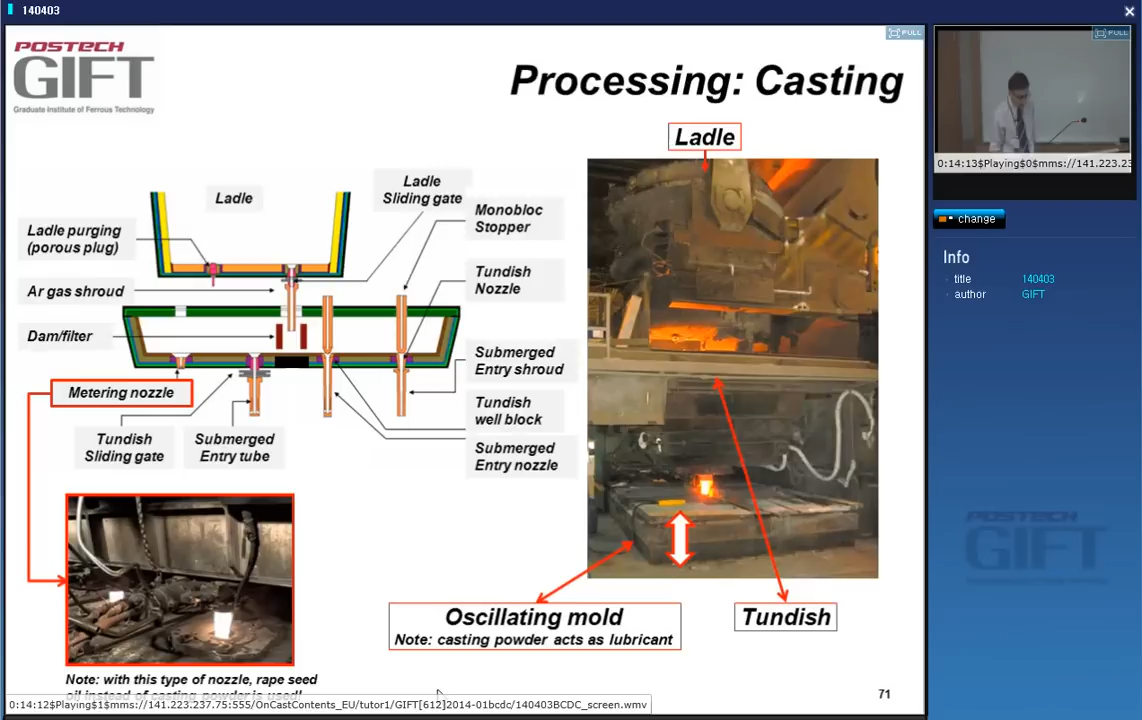 140403
FULL
POSTECH
GIFT
Graduate Institute of Ferrous Technology
Processing: Casting
Ladle
Ladle
Ladle
Sliding gate
Monobloc
Stopper
Ladle purging
(porous plug)
Tundish
Nozzle
Ar gas shroud
Dam/filter
Submerged
Entry shroud
Metering nozzle
Tundish
well block
Tundish
Sliding gate
Submerged
Entry tube
Submerged
Entry nozzle
Oscillating mold
Note: casting powder acts as lubricant
Tundish
Note: with this type of nozzle, rape seed
oil instead of casting powder is used!
71
0:14:12$Playing$1$mms://141.223.237.75:555/OnCastContents_EU/tutor1/GIFT[612]2014-01bcdc/140403BCDC_screen.wmv
FULL
0:14:13$Playing$0$mms://141.223.23
change
Info
title 140403
author GIFT
POSTECH
GIFT